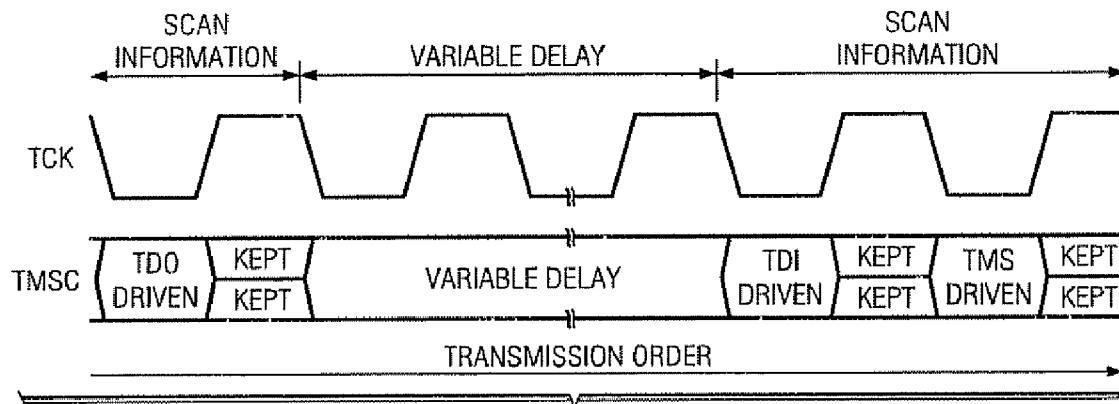 SCAN
INFORMATION
VARIABLE DELAY
SCAN
INFORMATION
TCK
TMSC
TDO
DRIVEN
KEPT
KEPT
VARIABLE DELAY
TDI
DRIVEN
KEPT
KEPT
TMS
DRIVEN
KEPT
KEPT
TRANSMISSION ORDER